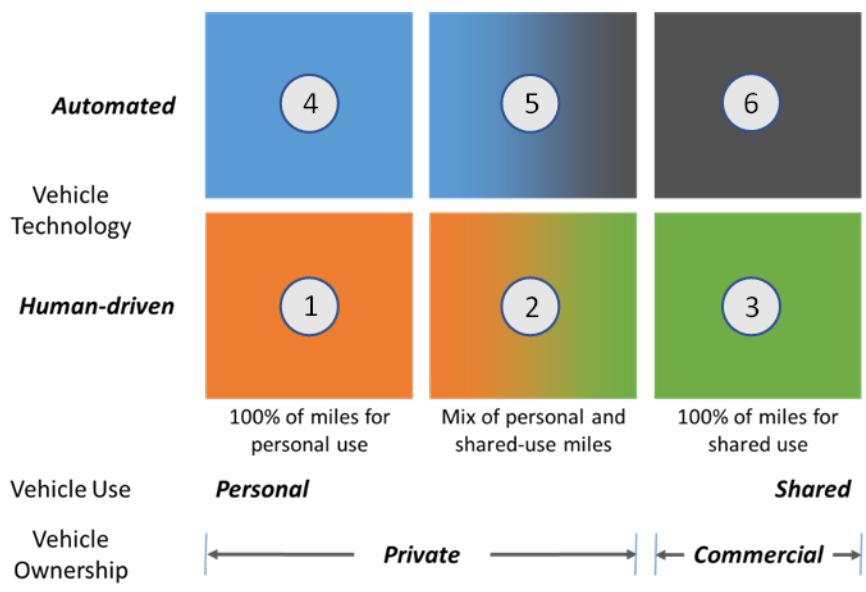 Automated
4
5
6
Vehicle
Technology
Human-driven
1
2
3
100% of miles for
personal use
Mix of personal and
shared-use miles
100% of miles for
shared use
Vehicle Use
Personal
Shared
Vehicle
Ownership
Private
Commercial